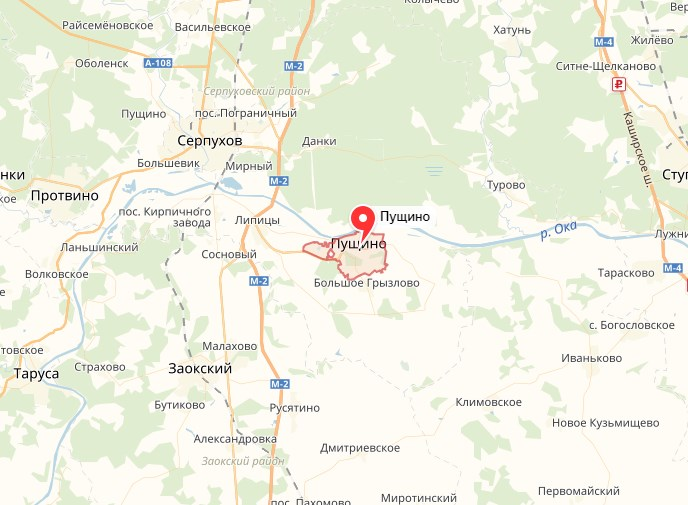 Райсемёновское
Васильевское
Хатунь
М-4
Жилёво
Оболенск
А-108
М-2
Ситне-Щелканово
Серпуховский район
Пущино
пос. Пограничный
Серпухов
Данки
Каширское ш.
Большевик
Мирный
М-2
Протвино
Турово
пос. Кирпичного
завода
Липицы
Пущино
р. Ока
Пущино
Ланьшинский
Сосновый
Волковское
М-2
Большое Грызлово
Тарасково
М-4
с. Богословское
Малахово
Страхово
Заокский
Иваньково
Таруса
М-2
Бутиково
Русятино
Климовское
Новое Кузьмищево
Александровка
Дмитриевское
Заокский район
Миротинский
Первомайский
пос. Пахомово